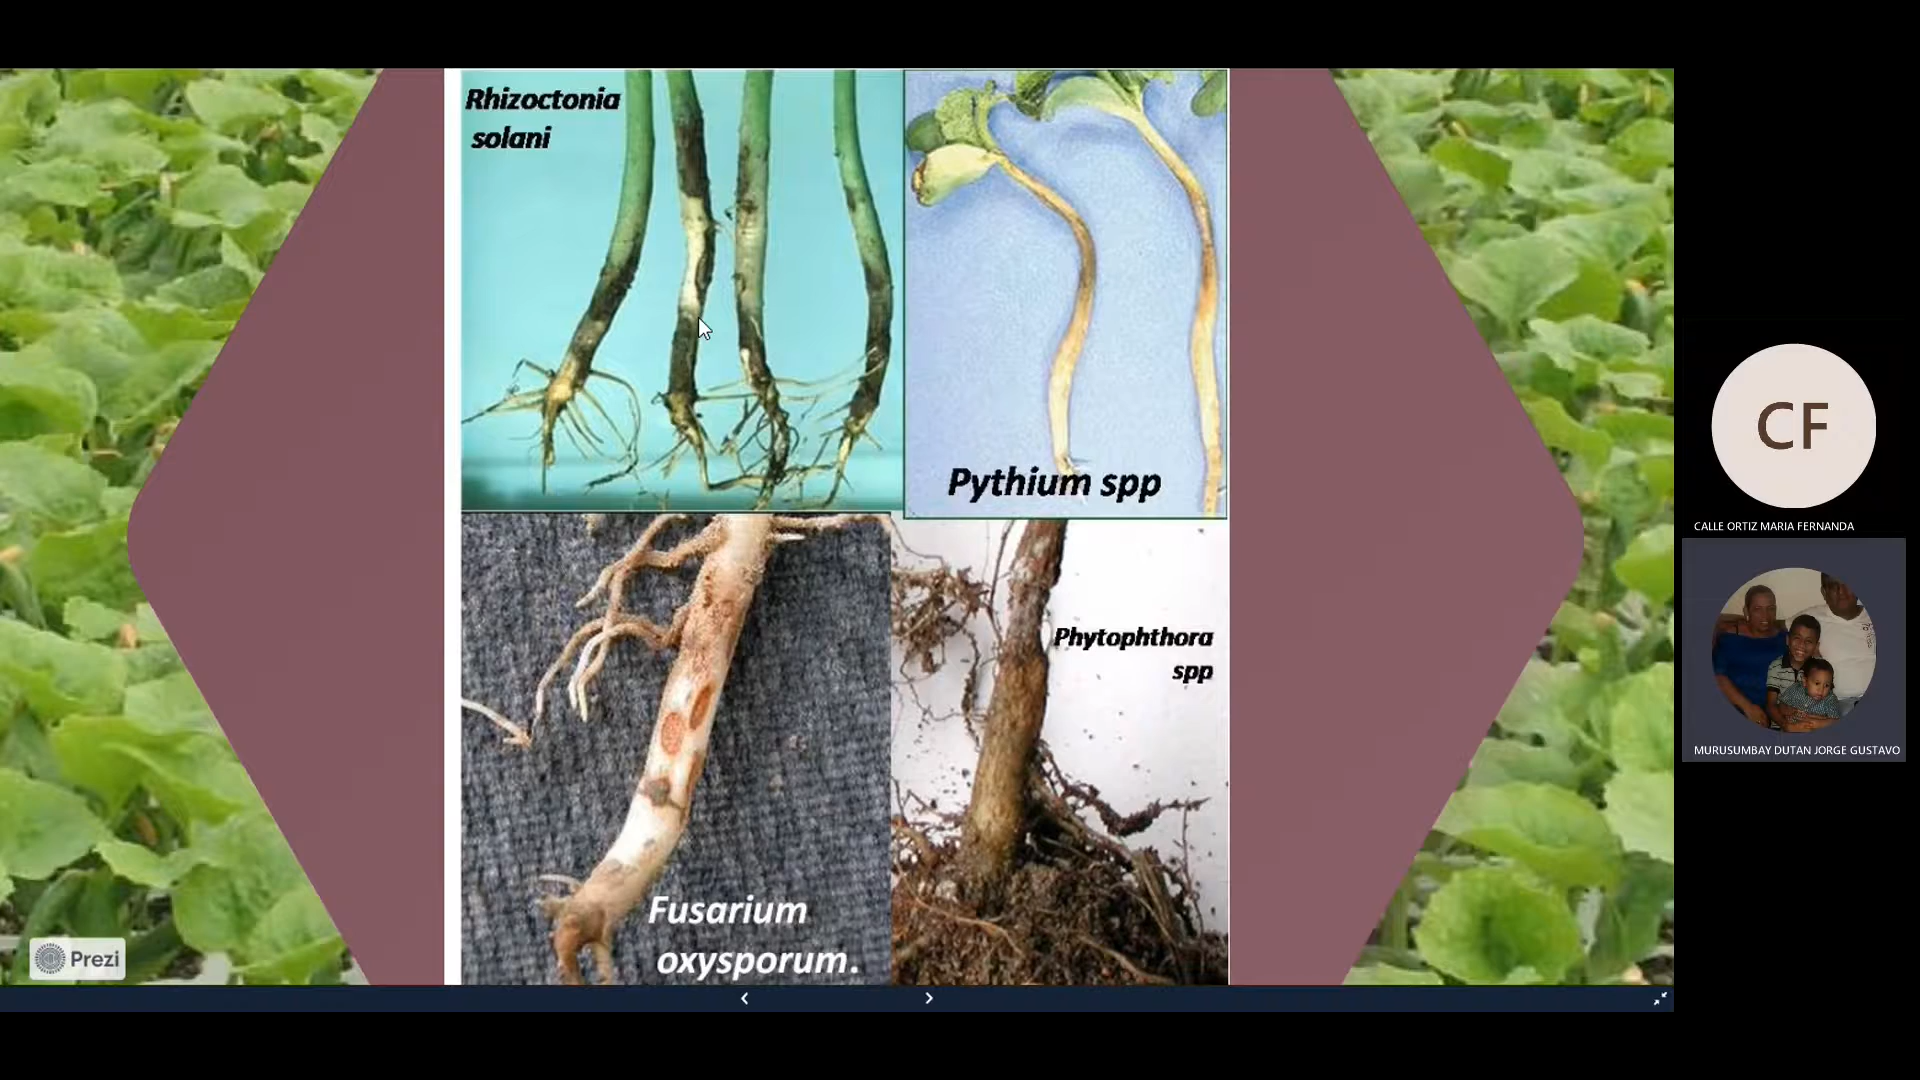 Rhizoctonia
solani
Pythium spp
Phytophthora
spp
Fusarium
oxysporum.
Prezi
CF
CALLE ORTIZ MARIA FERNANDA
MURUSUMBAY DUTAN JORGE GUSTAVO